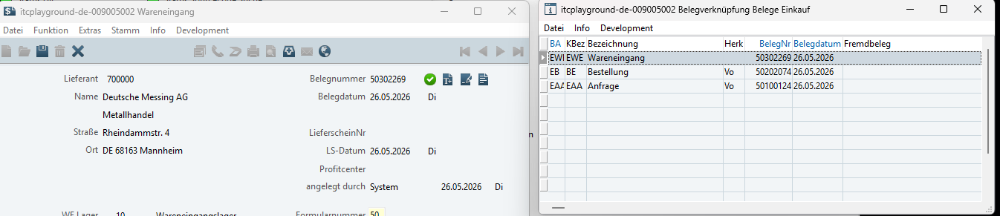 itcplayground-de-009005002 Wareneingang
Datei Funktion Extras Stamm Info Development
Lieferant 700000 Belegnummer 50302269
Name Deutsche Messing AG Belegdatum 26.05.2026 Di
Metallhandel
Straße Rheindammstr. 4 LieferscheinNr
Ort DE 68163 Mannheim LS-Datum 26.05.2026 Di
Profitcenter
angelegt durch System 26.05.2026 Di
WE Lager 10 Wareneingangslager Formularnummer 50
itcplayground-de-009005002 Belegverknüpfung Belege Einkauf
Datei Info Development
BA KBez Bezeichnung Herk BelegNr Belegdatum Fremdbeleg
EWE Wareneingang 50302269 26.05.2026
EB BE Bestellung Vo 50202074 26.05.2026
EAA EAA Anfrage Vo 50100124 26.05.2026